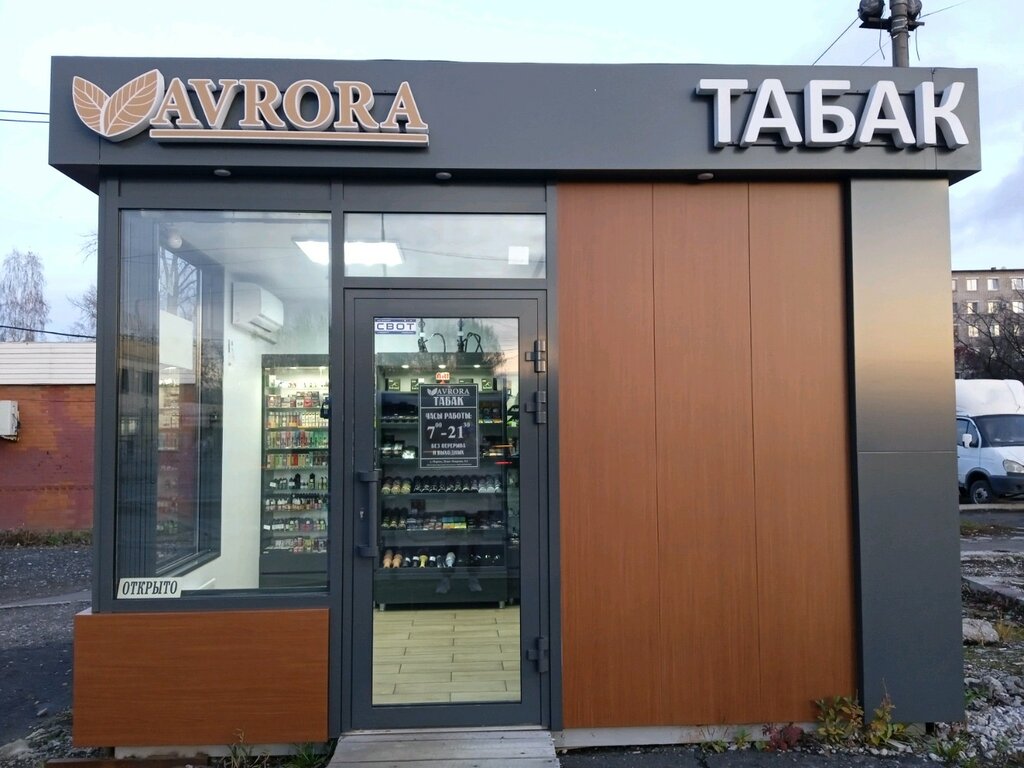 AVRORA
ТАБАК
СВОТ
AVRORA
ТАБАК
ЧАСЫ РАБОТЫ:
7⁰⁰-21³⁰
БЕЗ ПЕРЕРЫВА
И ВЫХОДНЫХ
ОТКРЫТО